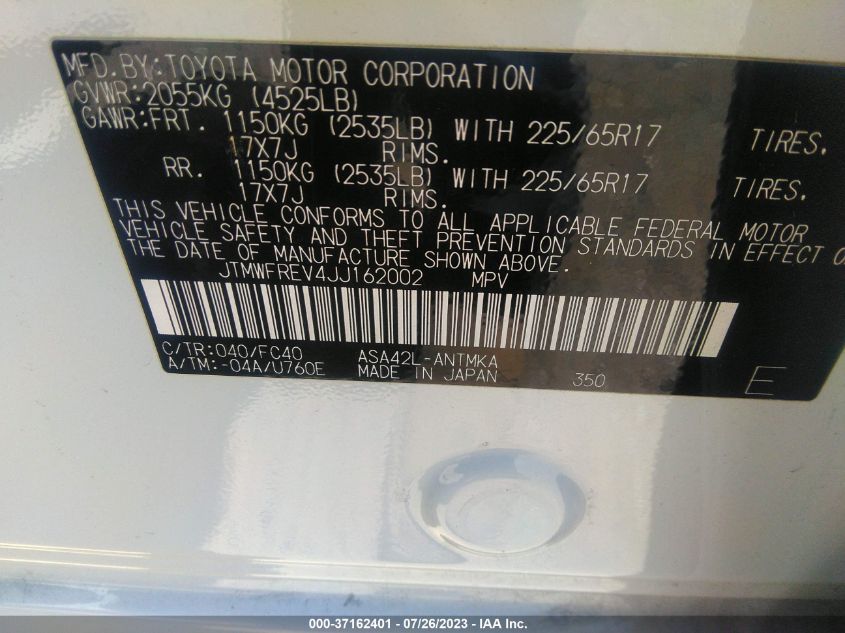 MFD. BY: TOYOTA MOTOR CORPORATION
GVWR: 2055KG (4525LB)
GAWR: FRT. 1150KG (2535LB) WITH 225/65R17 TIRES.
17X7J RIMS.
RR. 1150KG (2535LB) WITH 225/65R17 TIRES.
17X7J RIMS.
THIS VEHICLE CONFORMS TO ALL APPLICABLE FEDERAL MOTOR
VEHICLE SAFETY AND THEFT PREVENTION STANDARDS IN EFFECT O
THE DATE OF MANUFACTURE SHOWN ABOVE.
JTMWFREV4JJ162002 MPV
C/TR: 040/FC40 ASA42L-ANTMKA
A/TM: -04A/U760E MADE IN JAPAN 350 E
000-37162401 - 07/26/2023 - IAA Inc.